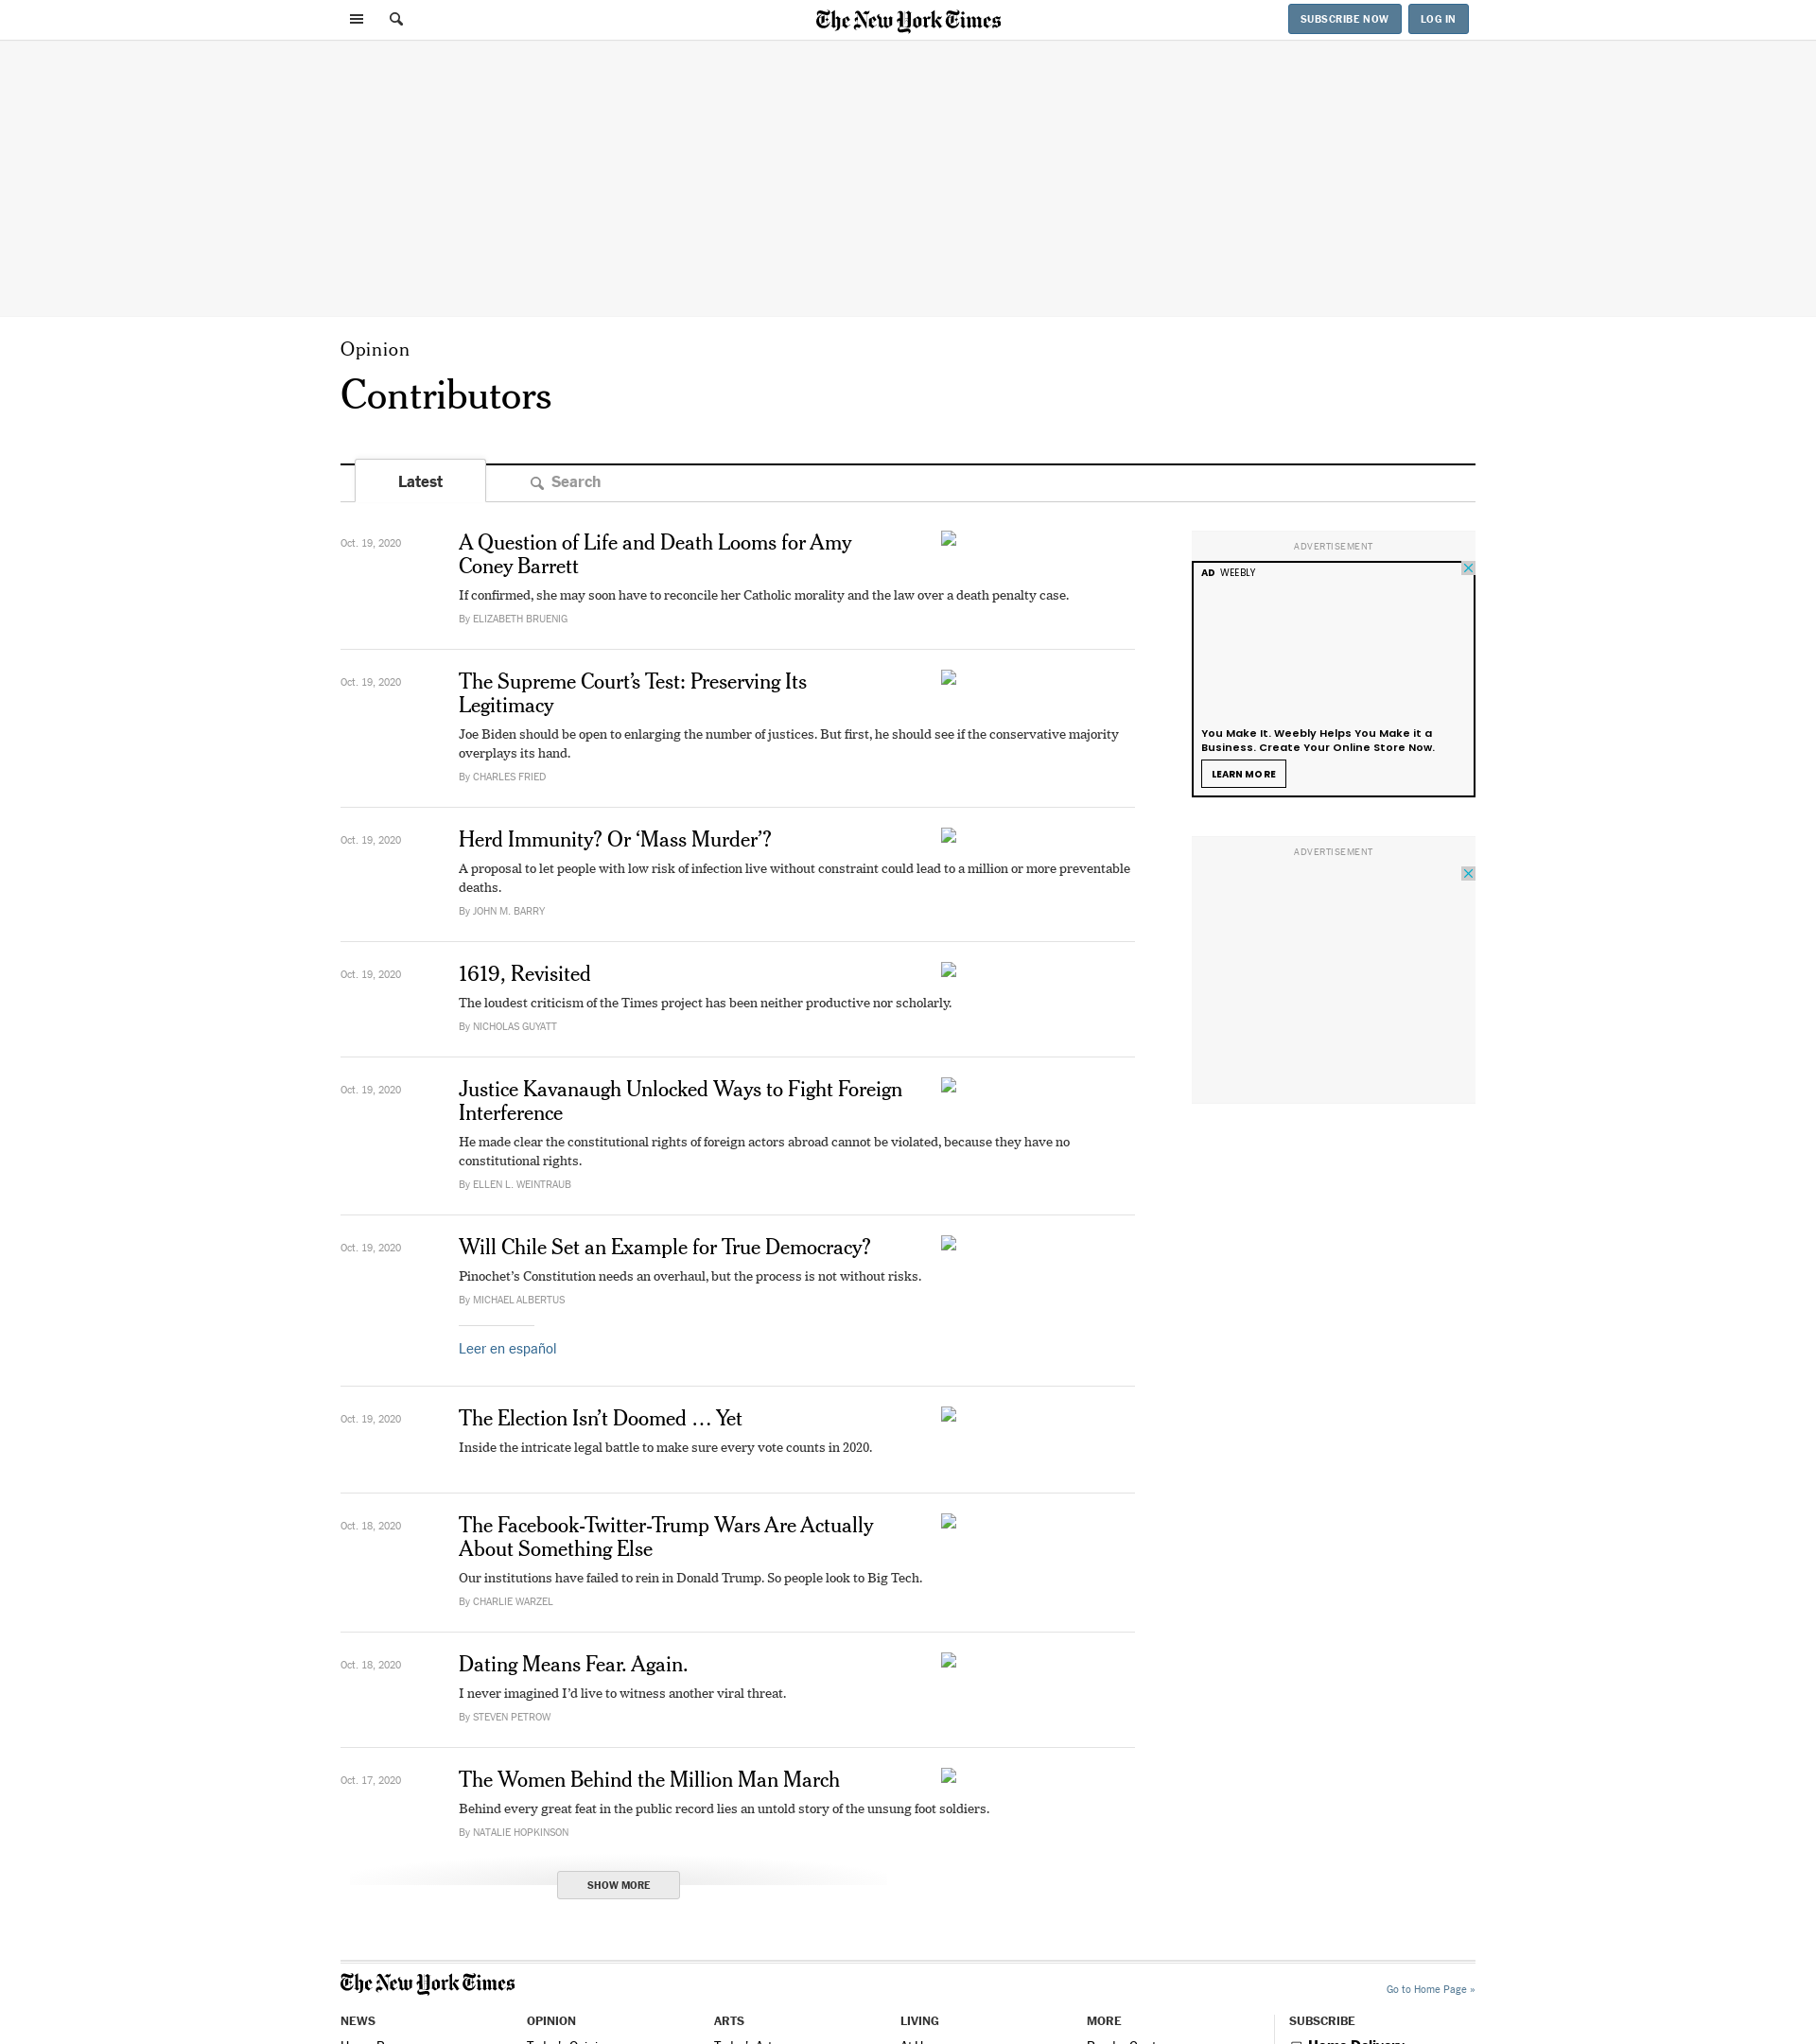 The New York Times
SUBSCRIBE NOW
LOG IN
Opinion
Contributors
Latest
Search
Oct. 19, 2020
A Question of Life and Death Looms for Amy
Coney Barrett
If confirmed, she may soon have to reconcile her Catholic morality and the law over a death penalty case.
By ELIZABETH BRUENIG
Oct. 19, 2020
The Supreme Court’s Test: Preserving Its
Legitimacy
Joe Biden should be open to enlarging the number of justices. But first, he should see if the conservative majority
overplays its hand.
By CHARLES FRIED
Oct. 19, 2020
Herd Immunity? Or ‘Mass Murder’?
A proposal to let people with low risk of infection live without constraint could lead to a million or more preventable
deaths.
By JOHN M. BARRY
Oct. 19, 2020
1619, Revisited
The loudest criticism of the Times project has been neither productive nor scholarly.
By NICHOLAS GUYATT
Oct. 19, 2020
Justice Kavanaugh Unlocked Ways to Fight Foreign
Interference
He made clear the constitutional rights of foreign actors abroad cannot be violated, because they have no
constitutional rights.
By ELLEN L. WEINTRAUB
Oct. 19, 2020
Will Chile Set an Example for True Democracy?
Pinochet’s Constitution needs an overhaul, but the process is not without risks.
By MICHAEL ALBERTUS
Leer en español
Oct. 19, 2020
The Election Isn’t Doomed … Yet
Inside the intricate legal battle to make sure every vote counts in 2020.
Oct. 18, 2020
The Facebook-Twitter-Trump Wars Are Actually
About Something Else
Our institutions have failed to rein in Donald Trump. So people look to Big Tech.
By CHARLIE WARZEL
Oct. 18, 2020
Dating Means Fear. Again.
I never imagined I’d live to witness another viral threat.
By STEVEN PETROW
Oct. 17, 2020
The Women Behind the Million Man March
Behind every great feat in the public record lies an untold story of the unsung foot soldiers.
By NATALIE HOPKINSON
SHOW MORE
ADVERTISEMENT
AD WEEBLY
You Make It. Weebly Helps You Make it a
Business. Create Your Online Store Now.
LEARN MORE
ADVERTISEMENT
The New York Times
Go to Home Page »
NEWS
OPINION
ARTS
LIVING
MORE
SUBSCRIBE
Home Delivery